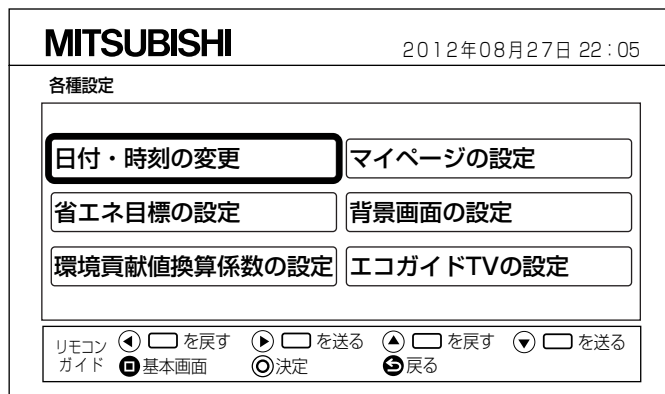 MITSUBISHI 2012年08月27日 22:05
各種設定
日付・時刻の変更 マイページの設定
省エネ目標の設定 背景画面の設定
環境貢献値換算係数の設定 エコガイドTVの設定
リモコン を戻す を送る を戻す を送る
ガイド 基本画面 決定 戻る